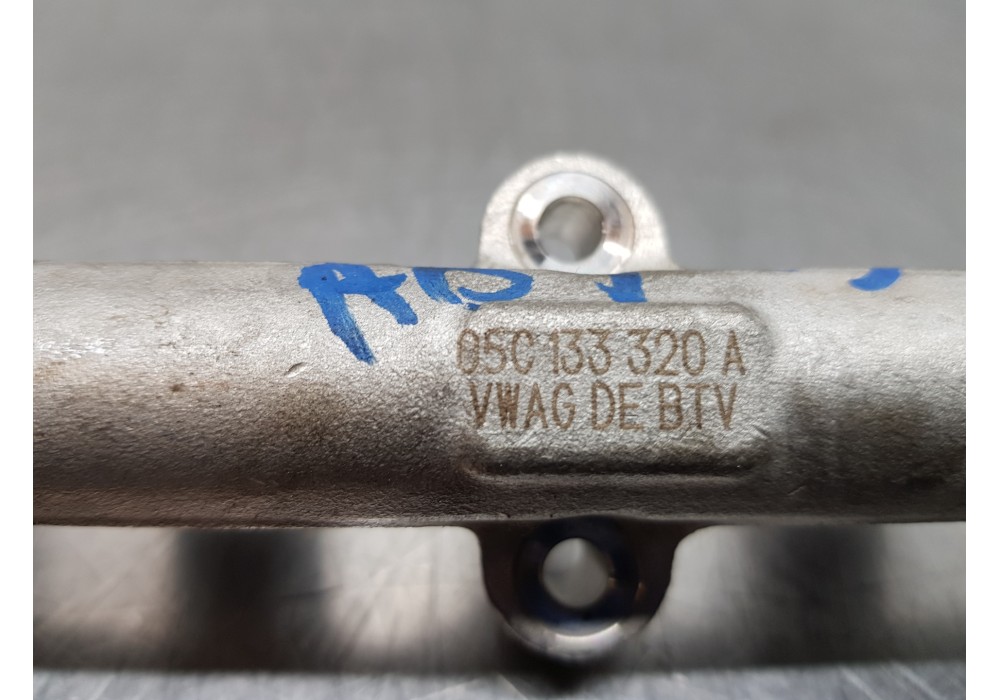 05C 133 320 A
VWAG DE BTV